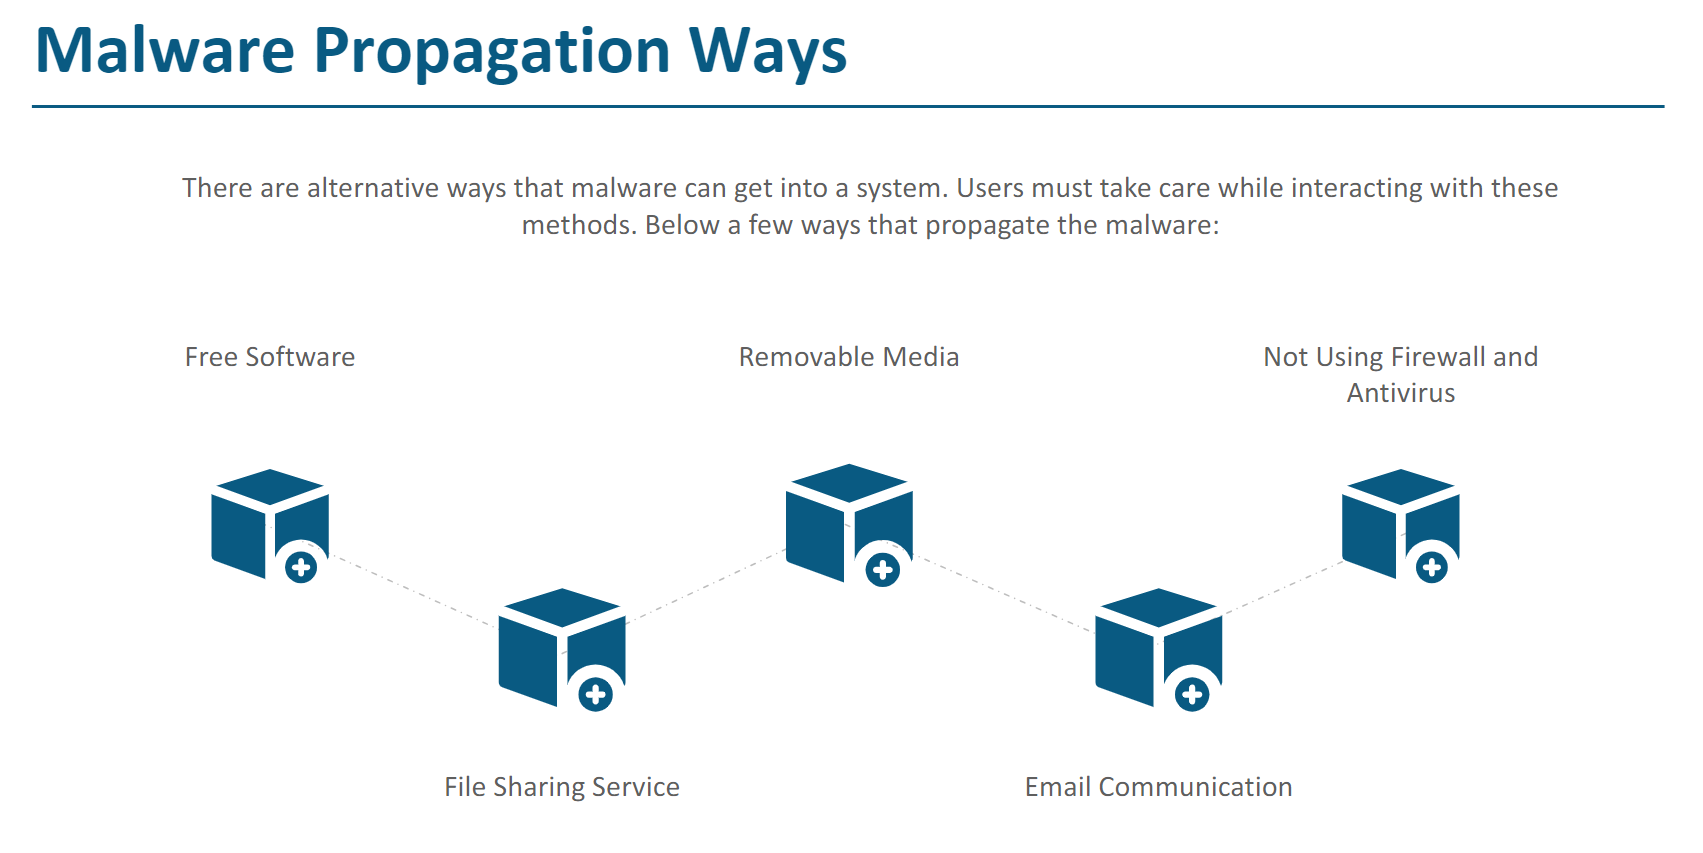 Malware Propagation Ways
There are alternative ways that malware can get into a system. Users must take care while interacting with these
methods. Below a few ways that propagate the malware:
Free Software
Removable Media
Not Using Firewall and
Antivirus
File Sharing Service
Email Communication